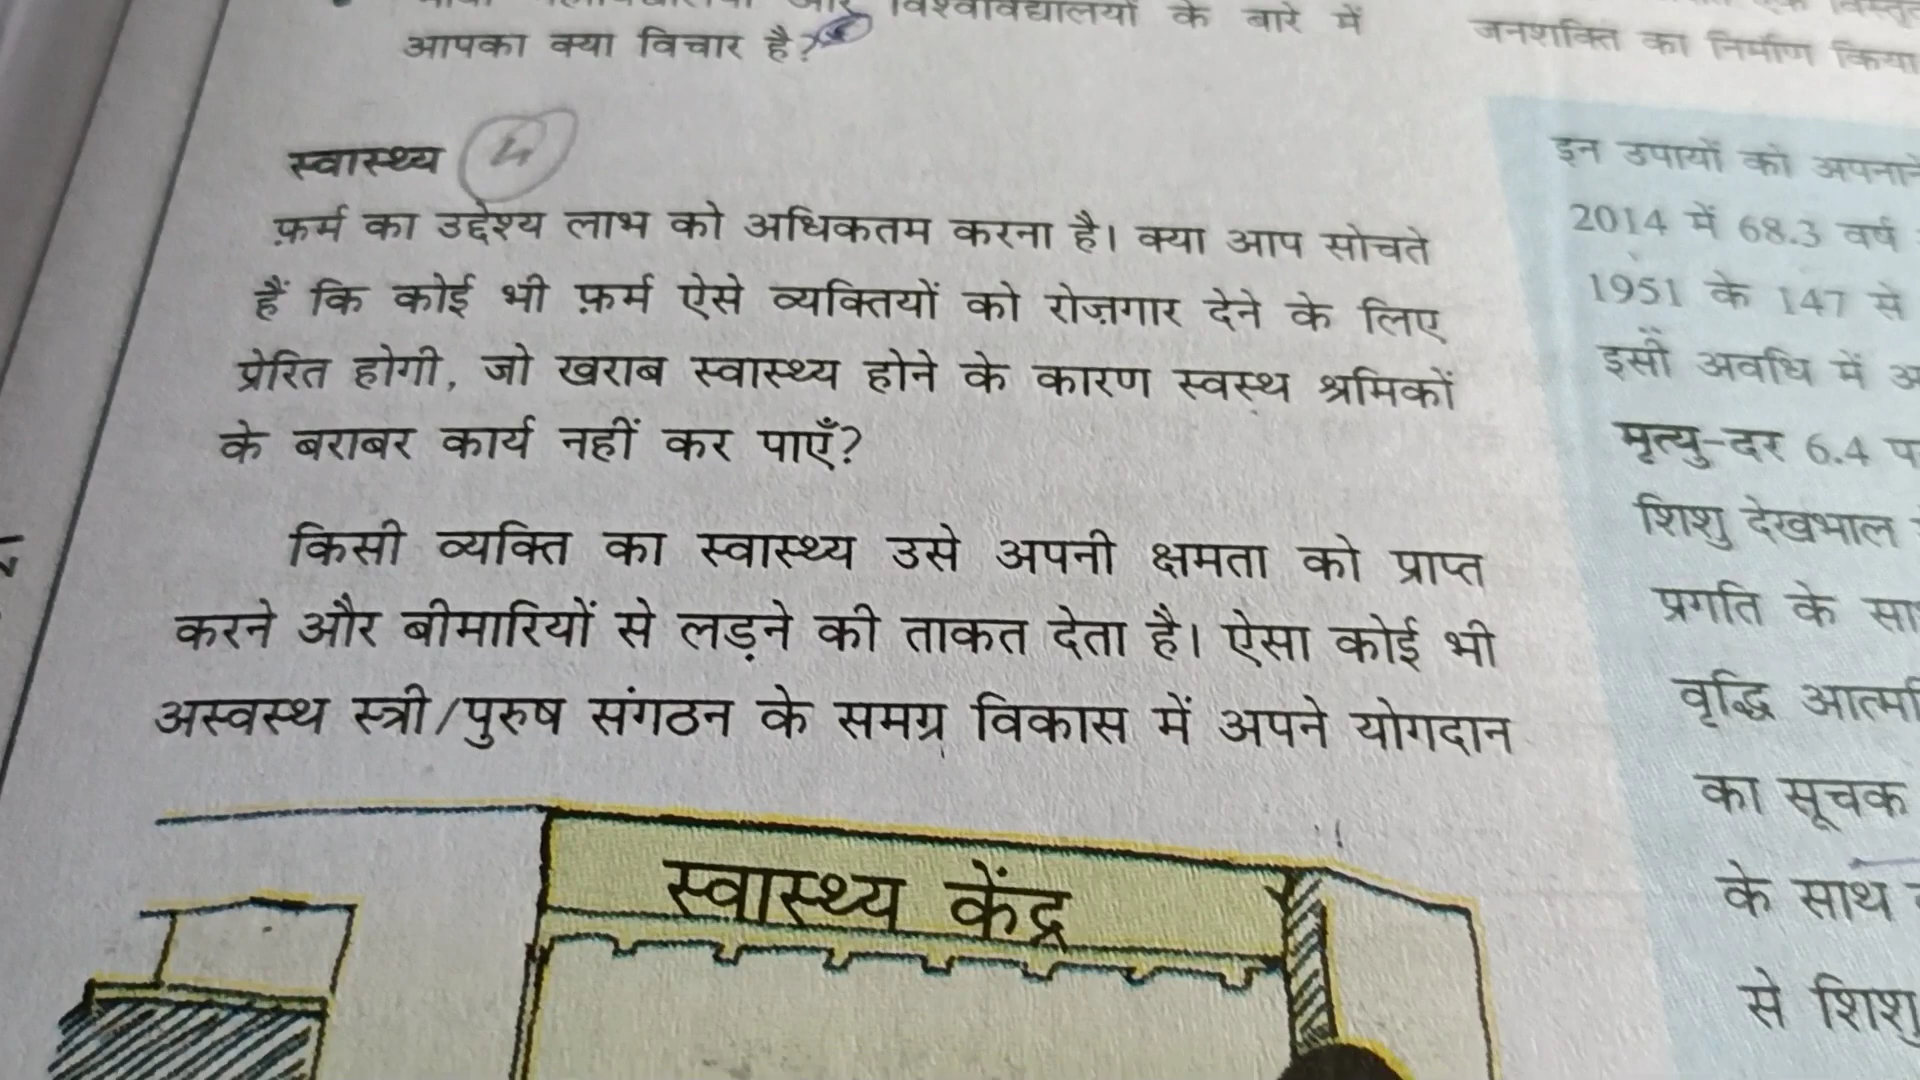 विश्वविद्यालयों के बारे में
आपका क्या विचार है?
स्वास्थ्य 4
फ़र्म का उद्देश्य लाभ को अधिकतम करना है। क्या आप सोचते
हैं कि कोई भी फ़र्म ऐसे व्यक्तियों को रोज़गार देने के लिए
प्रेरित होगी, जो खराब स्वास्थ्य होने के कारण स्वस्थ श्रमिकों
के बराबर कार्य नहीं कर पाएँ?
किसी व्यक्ति का स्वास्थ्य उसे अपनी क्षमता को प्राप्त
करने और बीमारियों से लड़ने की ताकत देता है। ऐसा कोई भी
अस्वस्थ स्त्री/पुरुष संगठन के समग्र विकास में अपने योगदान
स्वास्थ्य केंद्र
जनशक्ति का निर्माण किया
इन उपायों को अपनाने
2014 में 68.3 वर्ष
1951 के 147 से
इसी अवधि में
मृत्यु-दर 6.4
शिशु देखभाल
प्रगति के
वृद्धि
का सूचक
के साथ
से शिशु